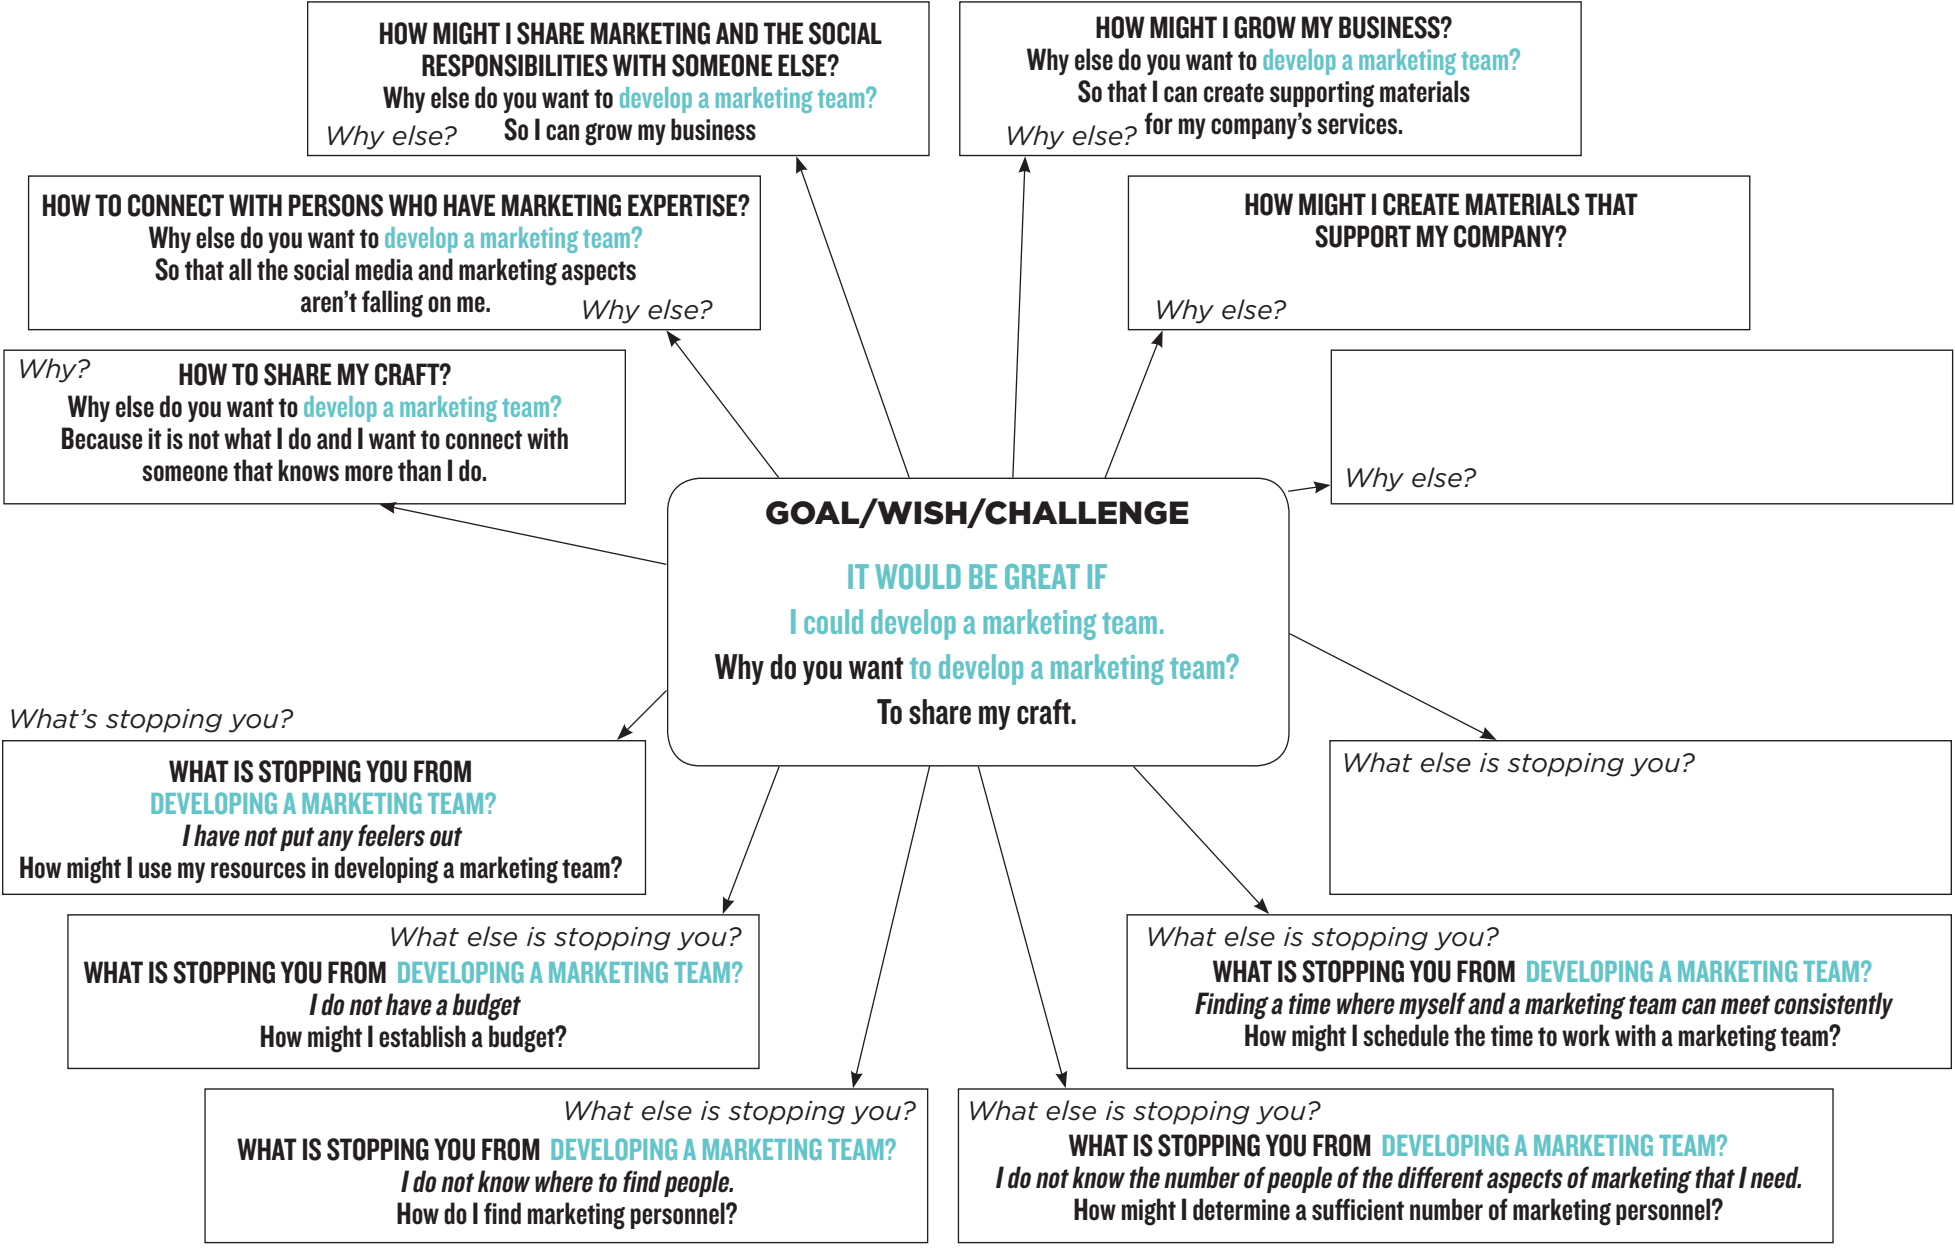 HOW MIGHT I SHARE MARKETING AND THE SOCIAL
RESPONSIBILITIES WITH SOMEONE ELSE?
Why else do you want to develop a marketing team?
So I can grow my business
Why else?
HOW MIGHT I GROW MY BUSINESS?
Why else do you want to develop a marketing team?
So that I can create supporting materials
for my company's services.
Why else?
HOW TO CONNECT WITH PERSONS WHO HAVE MARKETING EXPERTISE?
Why else do you want to develop a marketing team?
So that all the social media and marketing aspects
aren't falling on me.
Why else?
HOW MIGHT I CREATE MATERIALS THAT
SUPPORT MY COMPANY?
Why else?
Why?
HOW TO SHARE MY CRAFT?
Why else do you want to develop a marketing team?
Because it is not what I do and I want to connect with
someone that knows more than I do.
Why else?
GOAL/WISH/CHALLENGE
IT WOULD BE GREAT IF
I could develop a marketing team.
Why do you want to develop a marketing team?
To share my craft.
What's stopping you?
WHAT IS STOPPING YOU FROM
DEVELOPING A MARKETING TEAM?
I have not put any feelers out
How might I use my resources in developing a marketing team?
What else is stopping you?
What else is stopping you?
WHAT IS STOPPING YOU FROM DEVELOPING A MARKETING TEAM?
I do not have a budget
How might I establish a budget?
What else is stopping you?
WHAT IS STOPPING YOU FROM DEVELOPING A MARKETING TEAM?
Finding a time where myself and a marketing team can meet consistently
How might I schedule the time to work with a marketing team?
What else is stopping you?
WHAT IS STOPPING YOU FROM DEVELOPING A MARKETING TEAM?
I do not know where to find people.
How do I find marketing personnel?
What else is stopping you?
WHAT IS STOPPING YOU FROM DEVELOPING A MARKETING TEAM?
I do not know the number of people of the different aspects of marketing that I need.
How might I determine a sufficient number of marketing personnel?